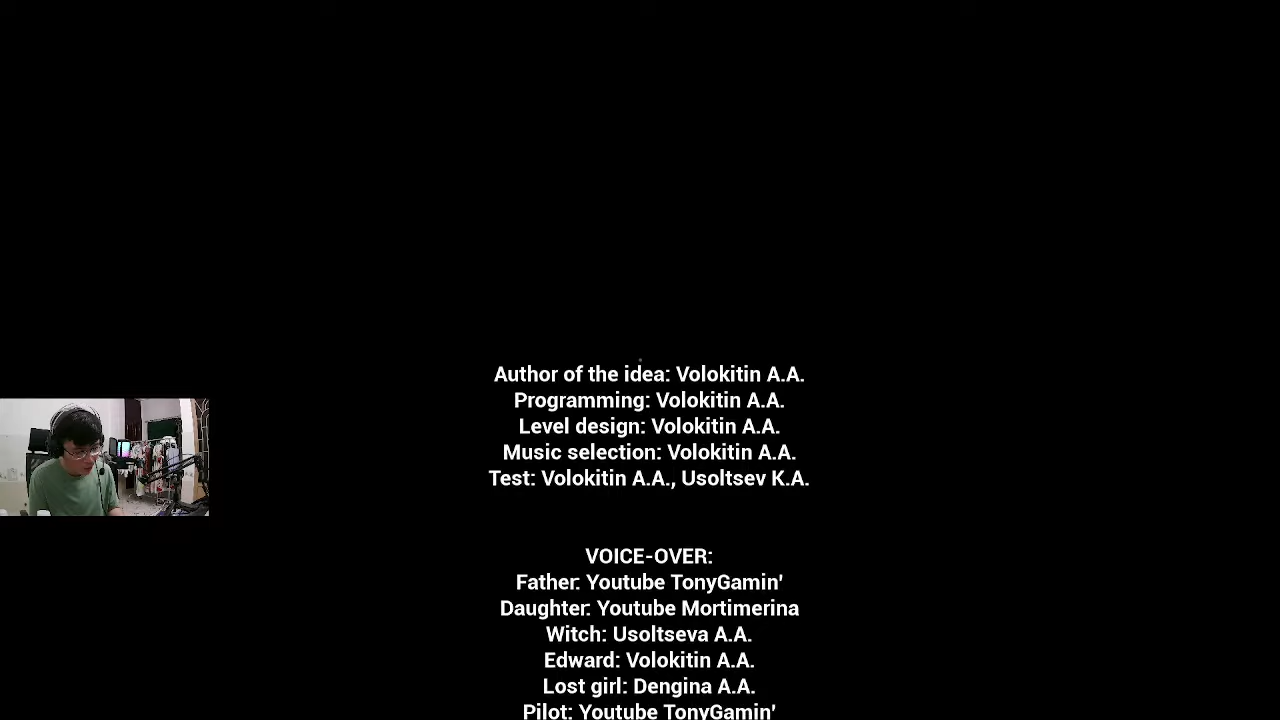 Author of the idea: Volokitin A.A.
Programming: Volokitin A.A.
Level design: Volokitin A.A.
Music selection: Volokitin A.A.
Test: Volokitin A.A., Usoltsev K.A.
VOICE-OVER:
Father: Youtube TonyGamin'
Daughter: Youtube Mortimerina
Witch: Usoltseva A.A.
Edward: Volokitin A.A.
Lost girl: Dengina A.A.
Pilot: Youtube TonyGamin'